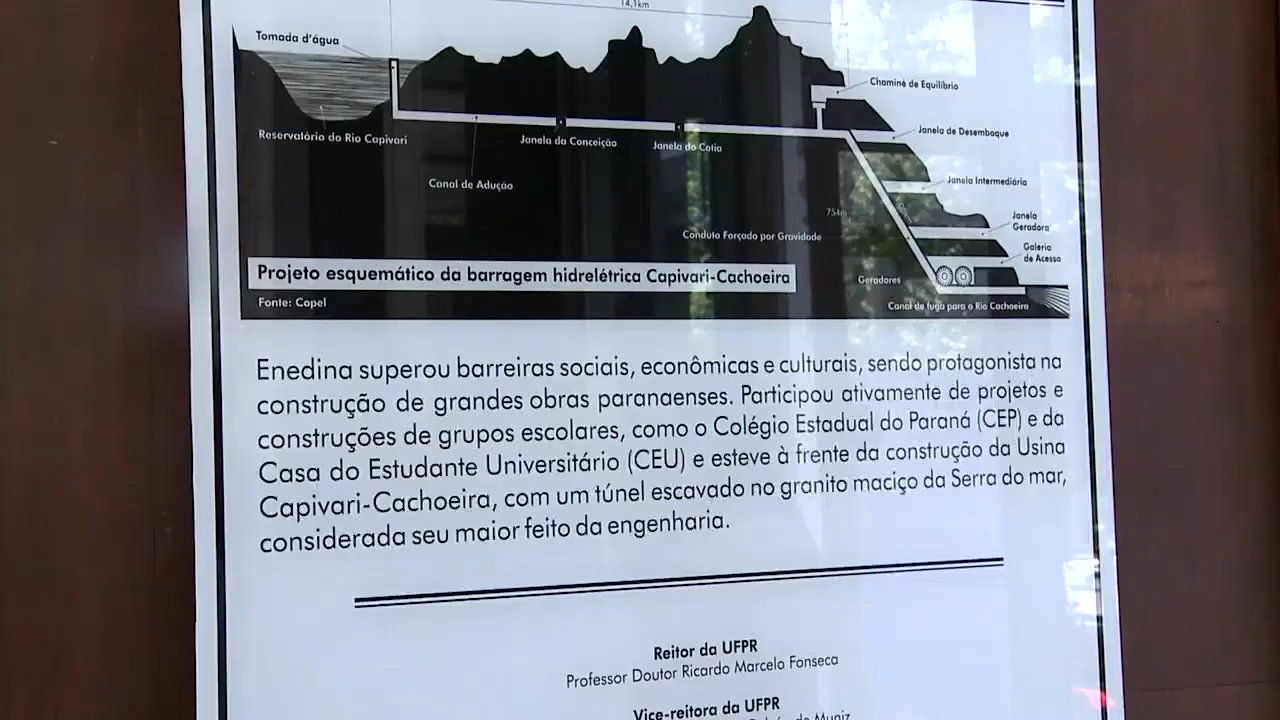 14,1km
Tomada d'água
Chaminé de Equilíbrio
Reservatório do Rio Capivari
Janela da Conceição
Janela do Cotia
Janela de Desemboque
Canal de Adução
Janela Intermediária
754m
Janela
Geradora
Conduto Forçado por Gravidade
Galeria
de Acesso
Projeto esquemático da barragem hidrelétrica Capivari-Cachoeira
Geradores
Fonte: Copel
Canal de fuga para o Rio Cachoeira
Enedina superou barreiras sociais, econômicas e culturais, sendo protagonista na
construção de grandes obras paranaenses. Participou ativamente de projetos e
construções de grupos escolares, como o Colégio Estadual do Paraná (CEP) e da
Casa do Estudante Universitário (CEU) e esteve à frente da construção da Usina
Capivari-Cachoeira, com um túnel escavado no granito maciço da Serra do mar,
considerada seu maior feito da engenharia.
Reitor da UFPR
Professor Doutor Ricardo Marcelo Fonseca
Vice-reitora da UFPR
de Muniz